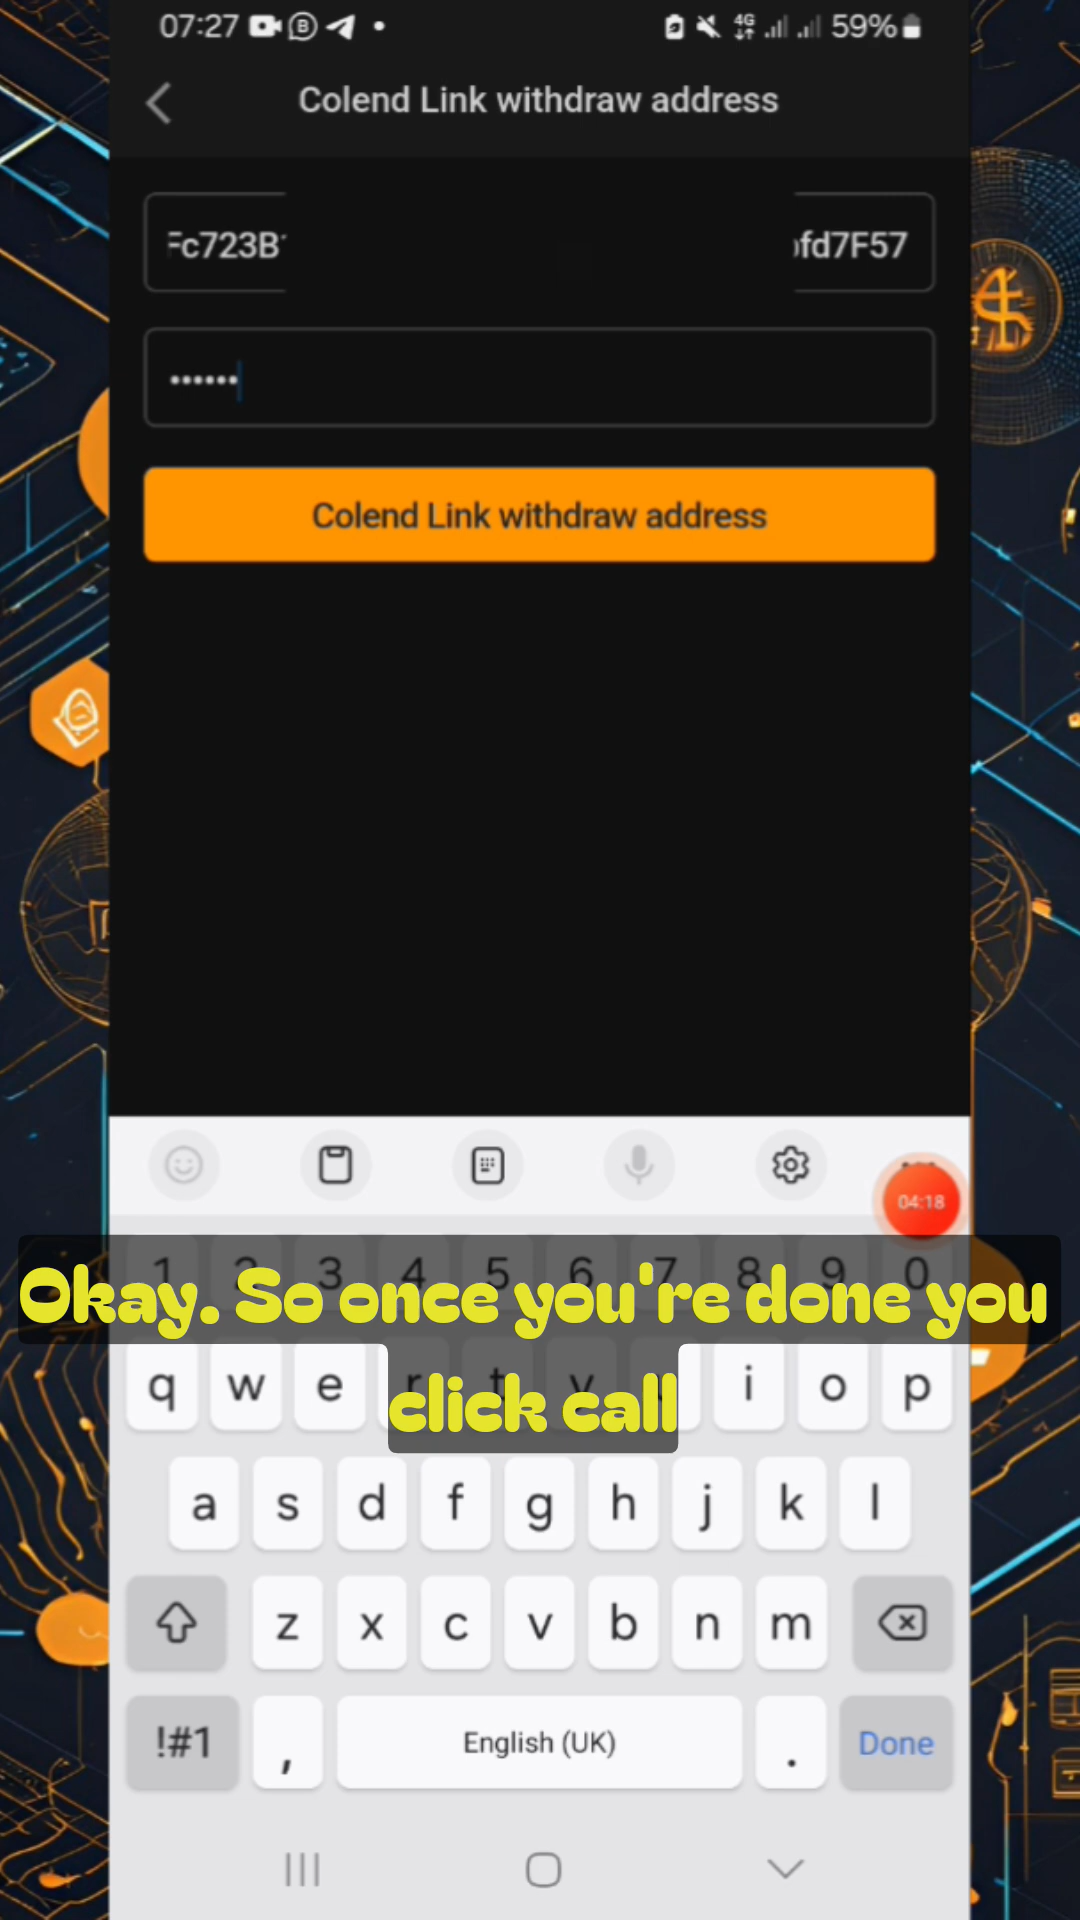 07:27 4G 59%
Colend Link withdraw address
Fc723B fd7F57
••••••
Colend Link withdraw address
04:18
1 2 3 4 5 6 7 8 9 0
Okay. So once you're done you
q w e r t y i o p
click call
a s d f g h j k l
z x c v b n m
!#1 , English (UK) . Done